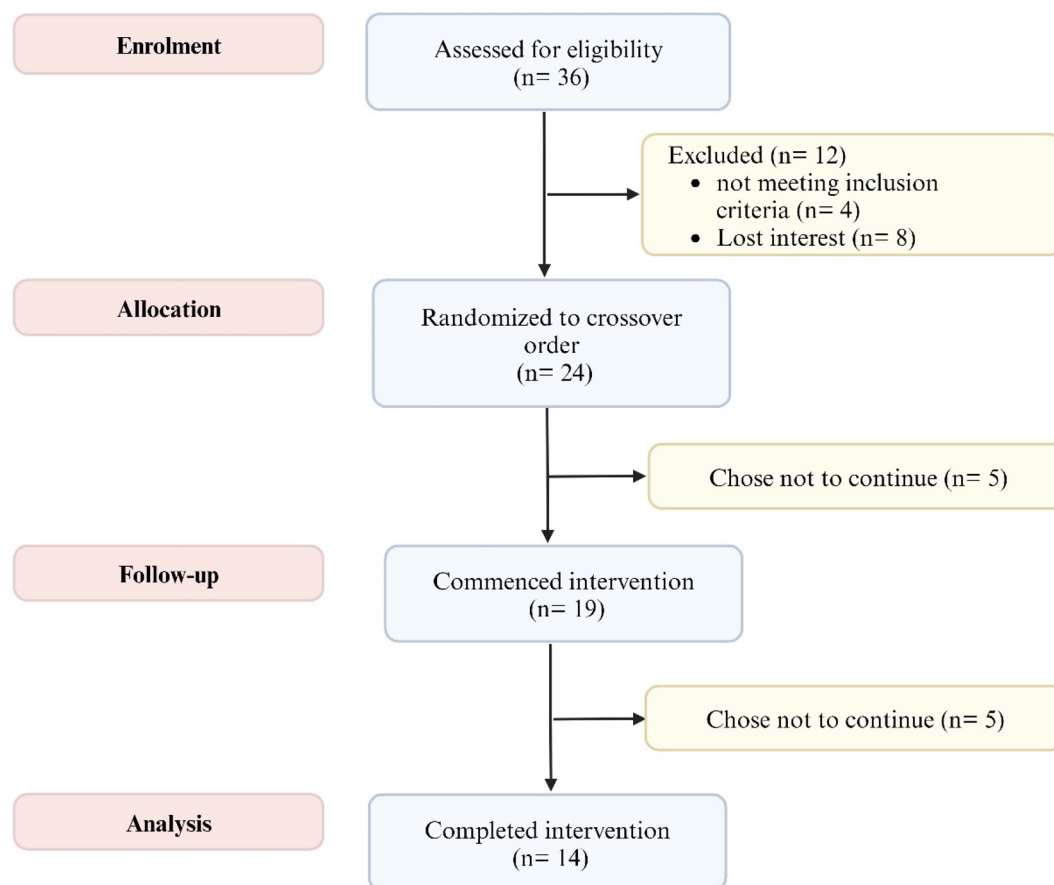 Enrolment
Assessed for eligibility
(n= 36)
Excluded (n= 12)
• not meeting inclusion
criteria (n= 4)
• Lost interest (n= 8)
Allocation
Randomized to crossover
order
(n= 24)
Chose not to continue (n= 5)
Follow-up
Commenced intervention
(n= 19)
Chose not to continue (n= 5)
Analysis
Completed intervention
(n= 14)